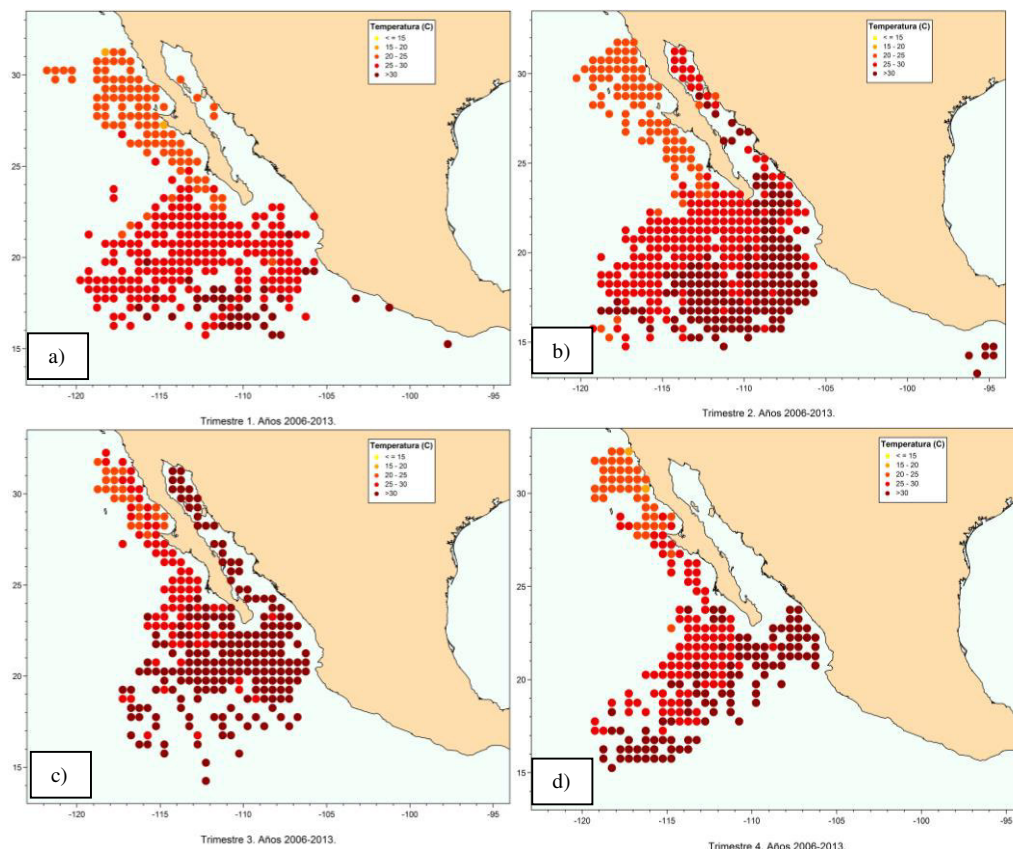 Temperatura (C)
< = 15
15 - 20
20 - 25
25 - 30
>30
30
25
20
15
a)
-120
-115
-110
-105
-100
-95
Trimestre 1. Años 2006-2013.
Temperatura (C)
< = 15
15 - 20
20 - 25
25 - 30
>30
30
25
20
15
b)
-120
-115
-110
-105
-100
-95
Trimestre 2. Años 2006-2013.
Temperatura (C)
< = 15
15 - 20
20 - 25
25 - 30
>30
30
25
20
15
c)
-120
-115
-110
-105
-100
-95
Trimestre 3. Años 2006-2013.
Temperatura (C)
< = 15
15 - 20
20 - 25
25 - 30
>30
30
25
20
15
d)
-120
-115
-110
-105
-100
-95
Trimestre 4. Años 2006-2013.